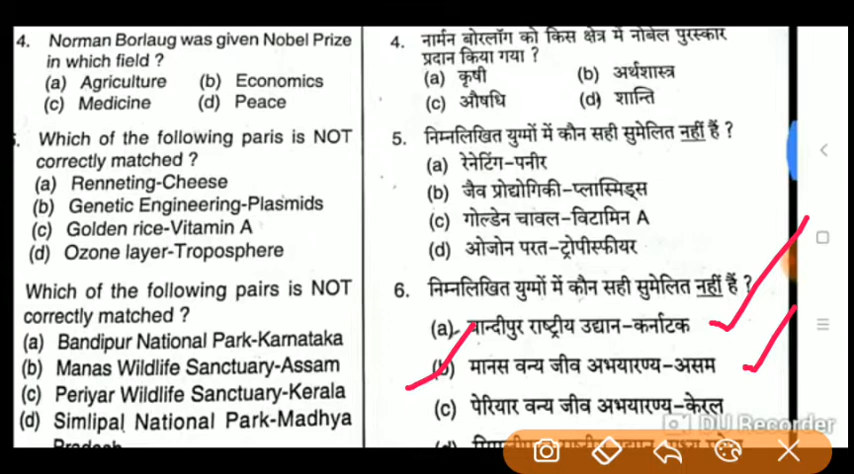 4. Norman Borlaug was given Nobel Prize
in which field ?
(a) Agriculture (b) Economics
(c) Medicine (d) Peace
5. Which of the following paris is NOT
correctly matched ?
(a) Renneting-Cheese
(b) Genetic Engineering-Plasmids
(c) Golden rice-Vitamin A
(d) Ozone layer-Troposphere
Which of the following pairs is NOT
correctly matched ?
(a) Bandipur National Park-Karnataka
(b) Manas Wildlife Sanctuary-Assam
(c) Periyar Wildlife Sanctuary-Kerala
(d) Simlipal National Park-Madhya
Pradesh
4. नार्मन बोरलॉग को किस क्षेत्र में नोबेल पुरस्कार
प्रदान किया गया ?
(a) कृषी (b) अर्थशास्त्र
(c) औषधि (d) शान्ति
5. निम्नलिखित युग्मों में कौन सही सुमेलित नहीं हैं ?
(a) रेनेटिंग-पनीर
(b) जैव प्रोद्योगिकी-प्लास्मिड्स
(c) गोल्डेन चावल-विटामिन A
(d) ओजोन परत-ट्रोपीस्फीयर
6. निम्नलिखित युग्मों में कौन सही सुमेलित नहीं हैं ?
(a) बान्दीपुर राष्ट्रीय उद्यान-कर्नाटक
(b) मानस वन्य जीव अभयारण्य-असम
(c) पेरियार वन्य जीव अभयारण्य-केरल
DU Recorder